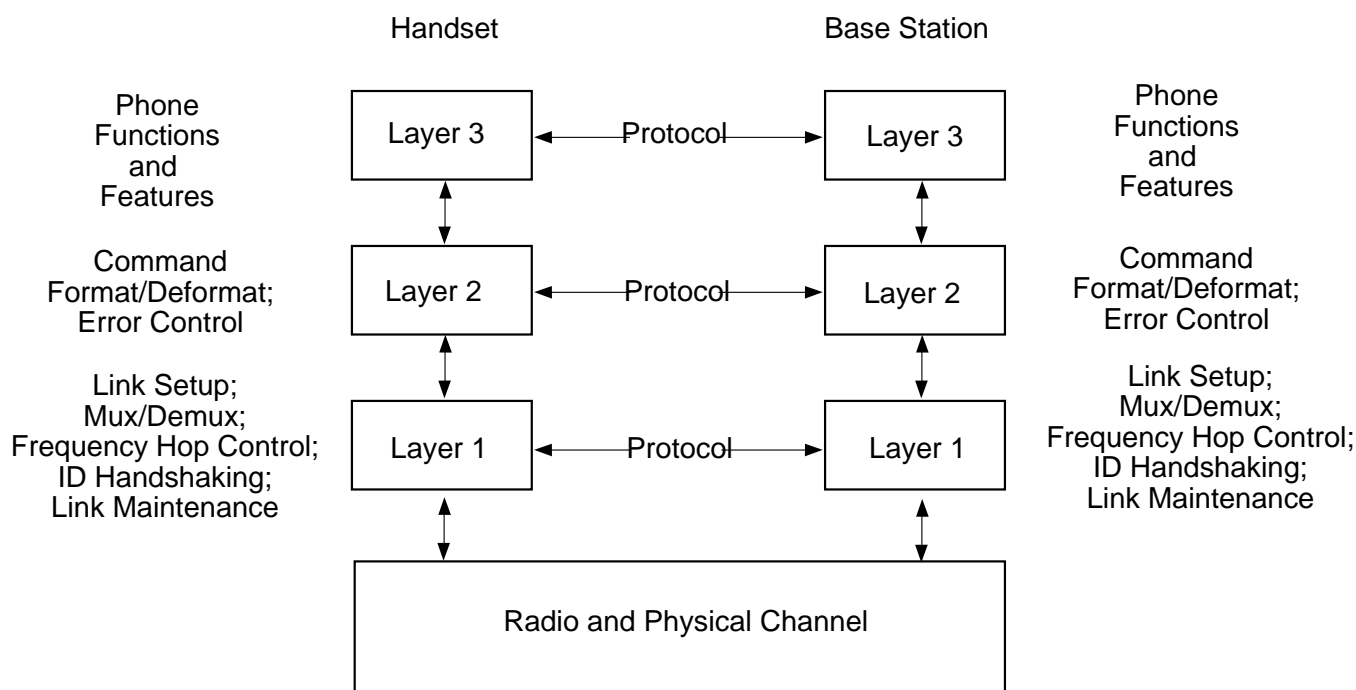 Handset
Base Station
Phone
Functions
and
Features
Layer 3
Protocol
Layer 3
Phone
Functions
and
Features
Command
Format/Deformat;
Error Control
Layer 2
Protocol
Layer 2
Command
Format/Deformat;
Error Control
Link Setup;
Mux/Demux;
Frequency Hop Control;
ID Handshaking;
Link Maintenance
Layer 1
Protocol
Layer 1
Link Setup;
Mux/Demux;
Frequency Hop Control;
ID Handshaking;
Link Maintenance
Radio and Physical Channel